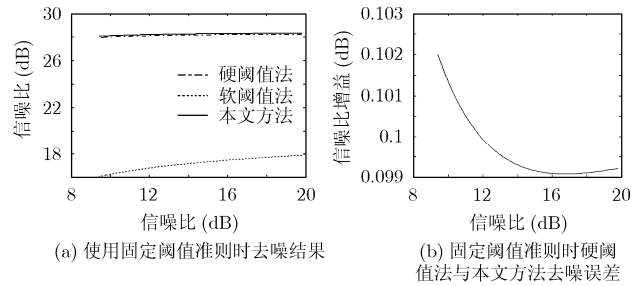 30
28
26
18
8
12
16
20
信噪比 (dB)
信噪比 (dB)
硬阈值法
软阈值法
本文方法
(a) 使用固定阈值准则时去噪结果
0.103
0.102
0.101
0.1
0.099
8
12
16
20
信噪比增益 (dB)
信噪比 (dB)
(b) 固定阈值准则时硬阈
值法与本文方法去噪误差